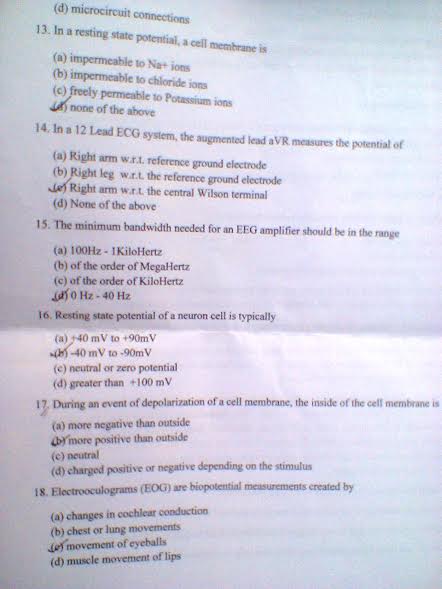 (d) microcircuit connections
13. In a resting state potential, a cell membrane is
(a) impermeable to Na+ ions
(b) impermeable to chloride ions
(c) freely permeable to Potassium ions
(d) none of the above
14. In a 12 Lead ECG system, the augmented lead aVR measures the potential of
(a) Right arm w.r.t. reference ground electrode
(b) Right leg w.r.t. the reference ground electrode
(c) Right arm w.r.t. the central Wilson terminal
(d) None of the above
15. The minimum bandwidth needed for an EEG amplifier should be in the range
(a) 100Hz - 1KiloHertz
(b) of the order of MegaHertz
(c) of the order of KiloHertz
(d) 0 Hz - 40 Hz
16. Resting state potential of a neuron cell is typically
(a) +40 mV to +90mV
(b) -40 mV to -90mV
(c) neutral or zero potential
(d) greater than +100 mV
17. During an event of depolarization of a cell membrane, the inside of the cell membrane is
(a) more negative than outside
(b) more positive than outside
(c) neutral
(d) charged positive or negative depending on the stimulus
18. Electrooculograms (EOG) are biopotential measurements created by
(a) changes in cochlear conduction
(b) chest or lung movements
(c) movement of eyeballs
(d) muscle movement of lips